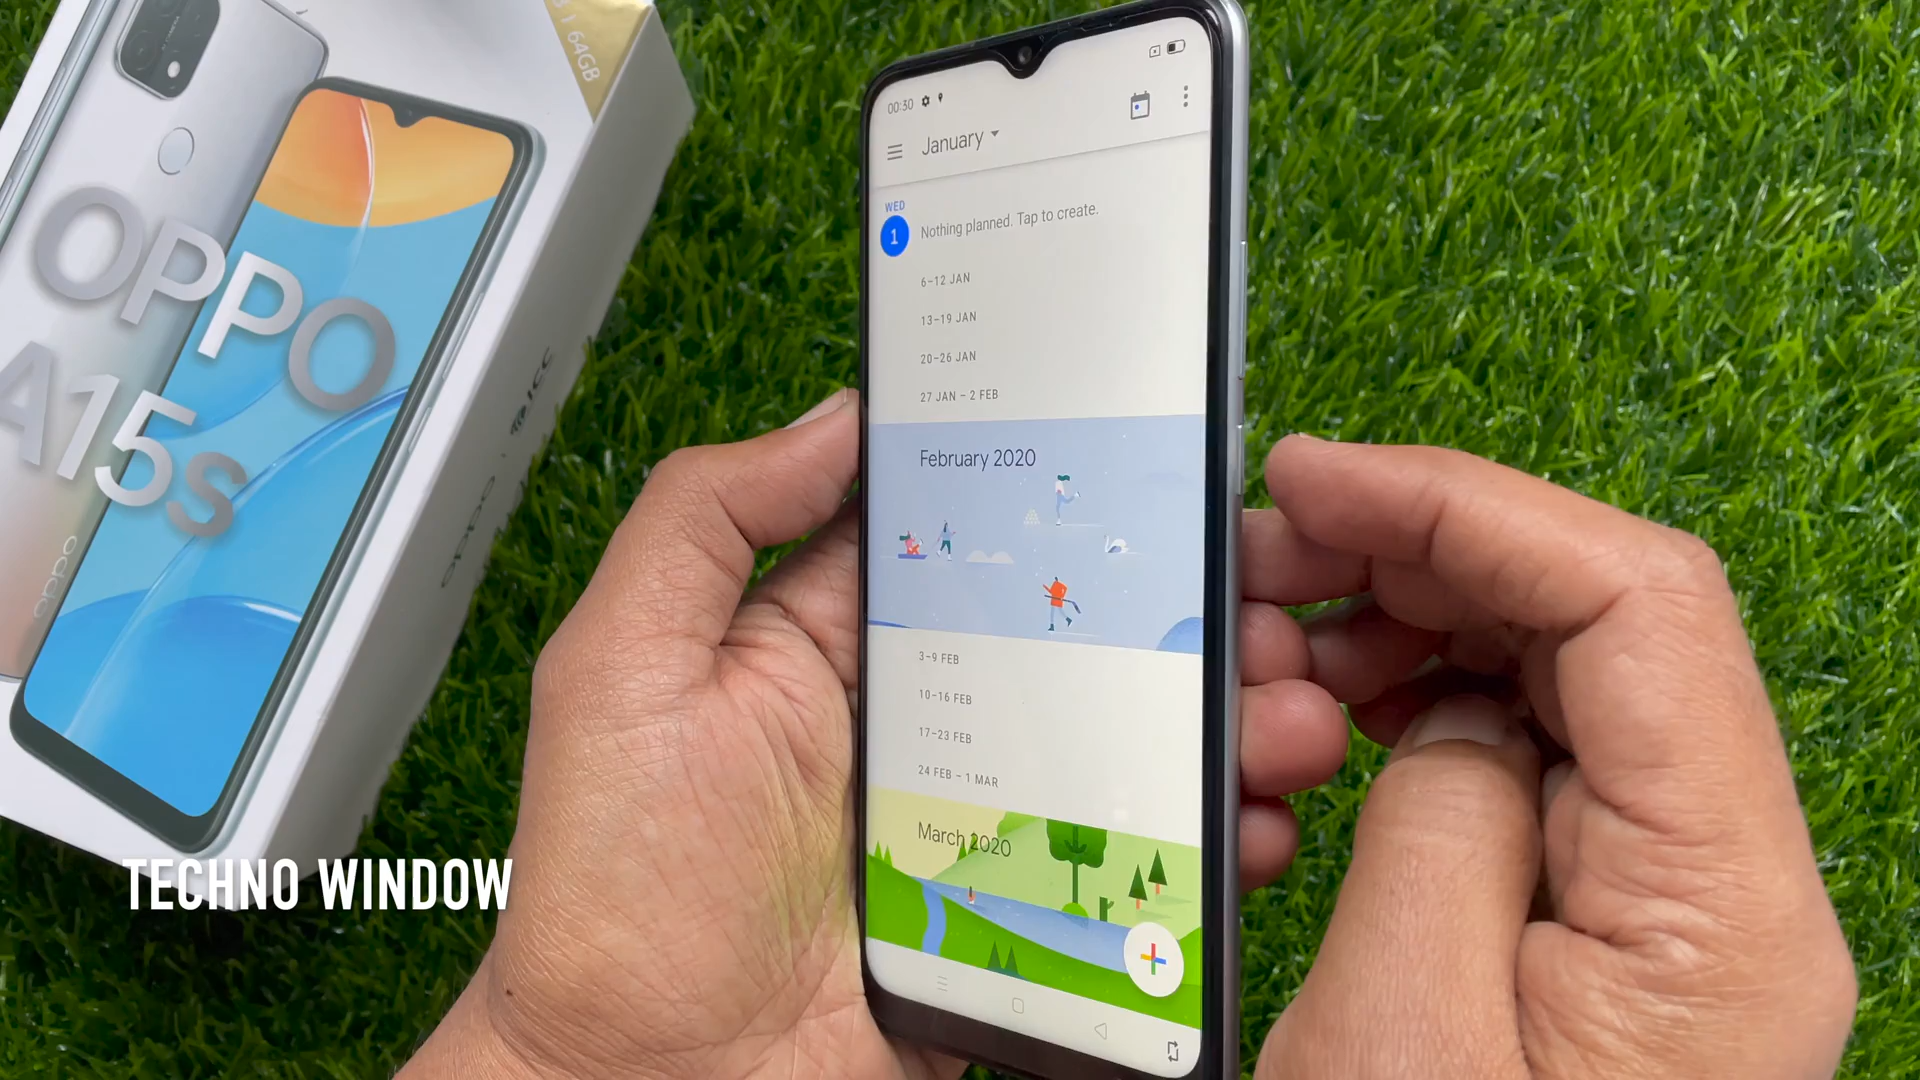 64GB
OPPO
A15s
oppo
oppo
TECHNO WINDOW
00:30
January
WED
1
Nothing planned. Tap to create.
6–12 JAN
13–19 JAN
20–26 JAN
27 JAN – 2 FEB
February 2020
3–9 FEB
10–16 FEB
17–23 FEB
24 FEB – 1 MAR
March 2020